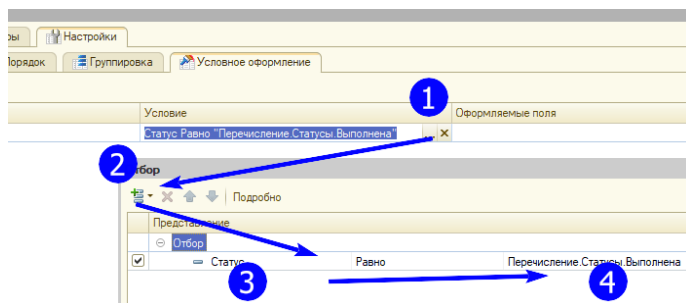 ры Настройки
Порядок Группировка Условное оформление
1
Условие Оформляемые поля
Статус Равно "Перечисление.Статусы.Выполнена" ... ×
2
Отбор
Подробно
Представление
Отбор
Статус Равно Перечисление.Статусы.Выполнена
3 4